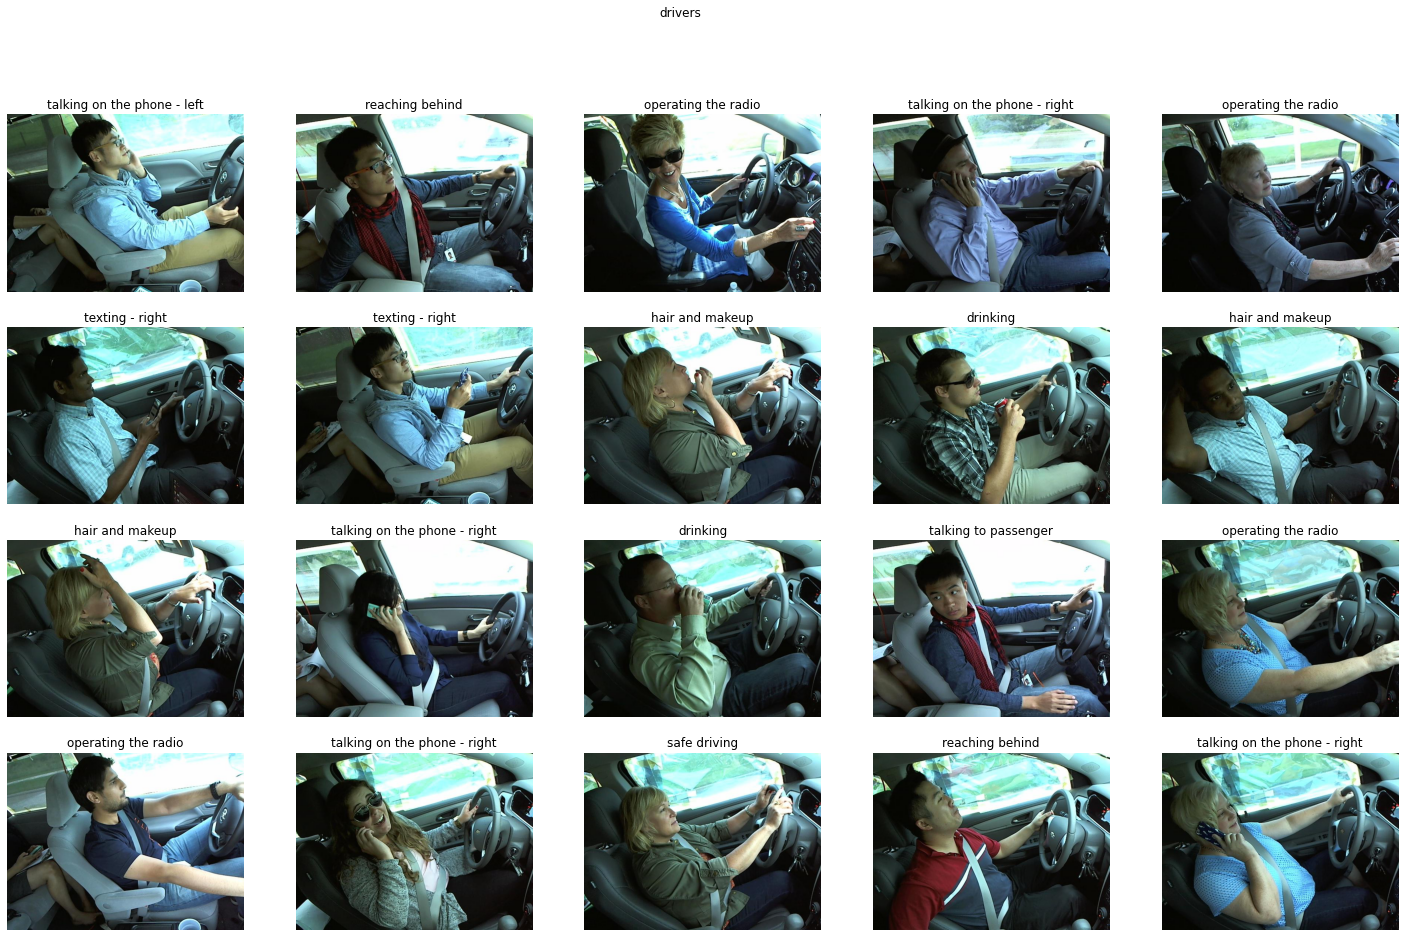 drivers
talking on the phone - left
reaching behind
operating the radio
talking on the phone - right
operating the radio
texting - right
texting - right
hair and makeup
drinking
hair and makeup
hair and makeup
talking on the phone - right
drinking
talking to passenger
operating the radio
operating the radio
talking on the phone - right
safe driving
reaching behind
talking on the phone - right